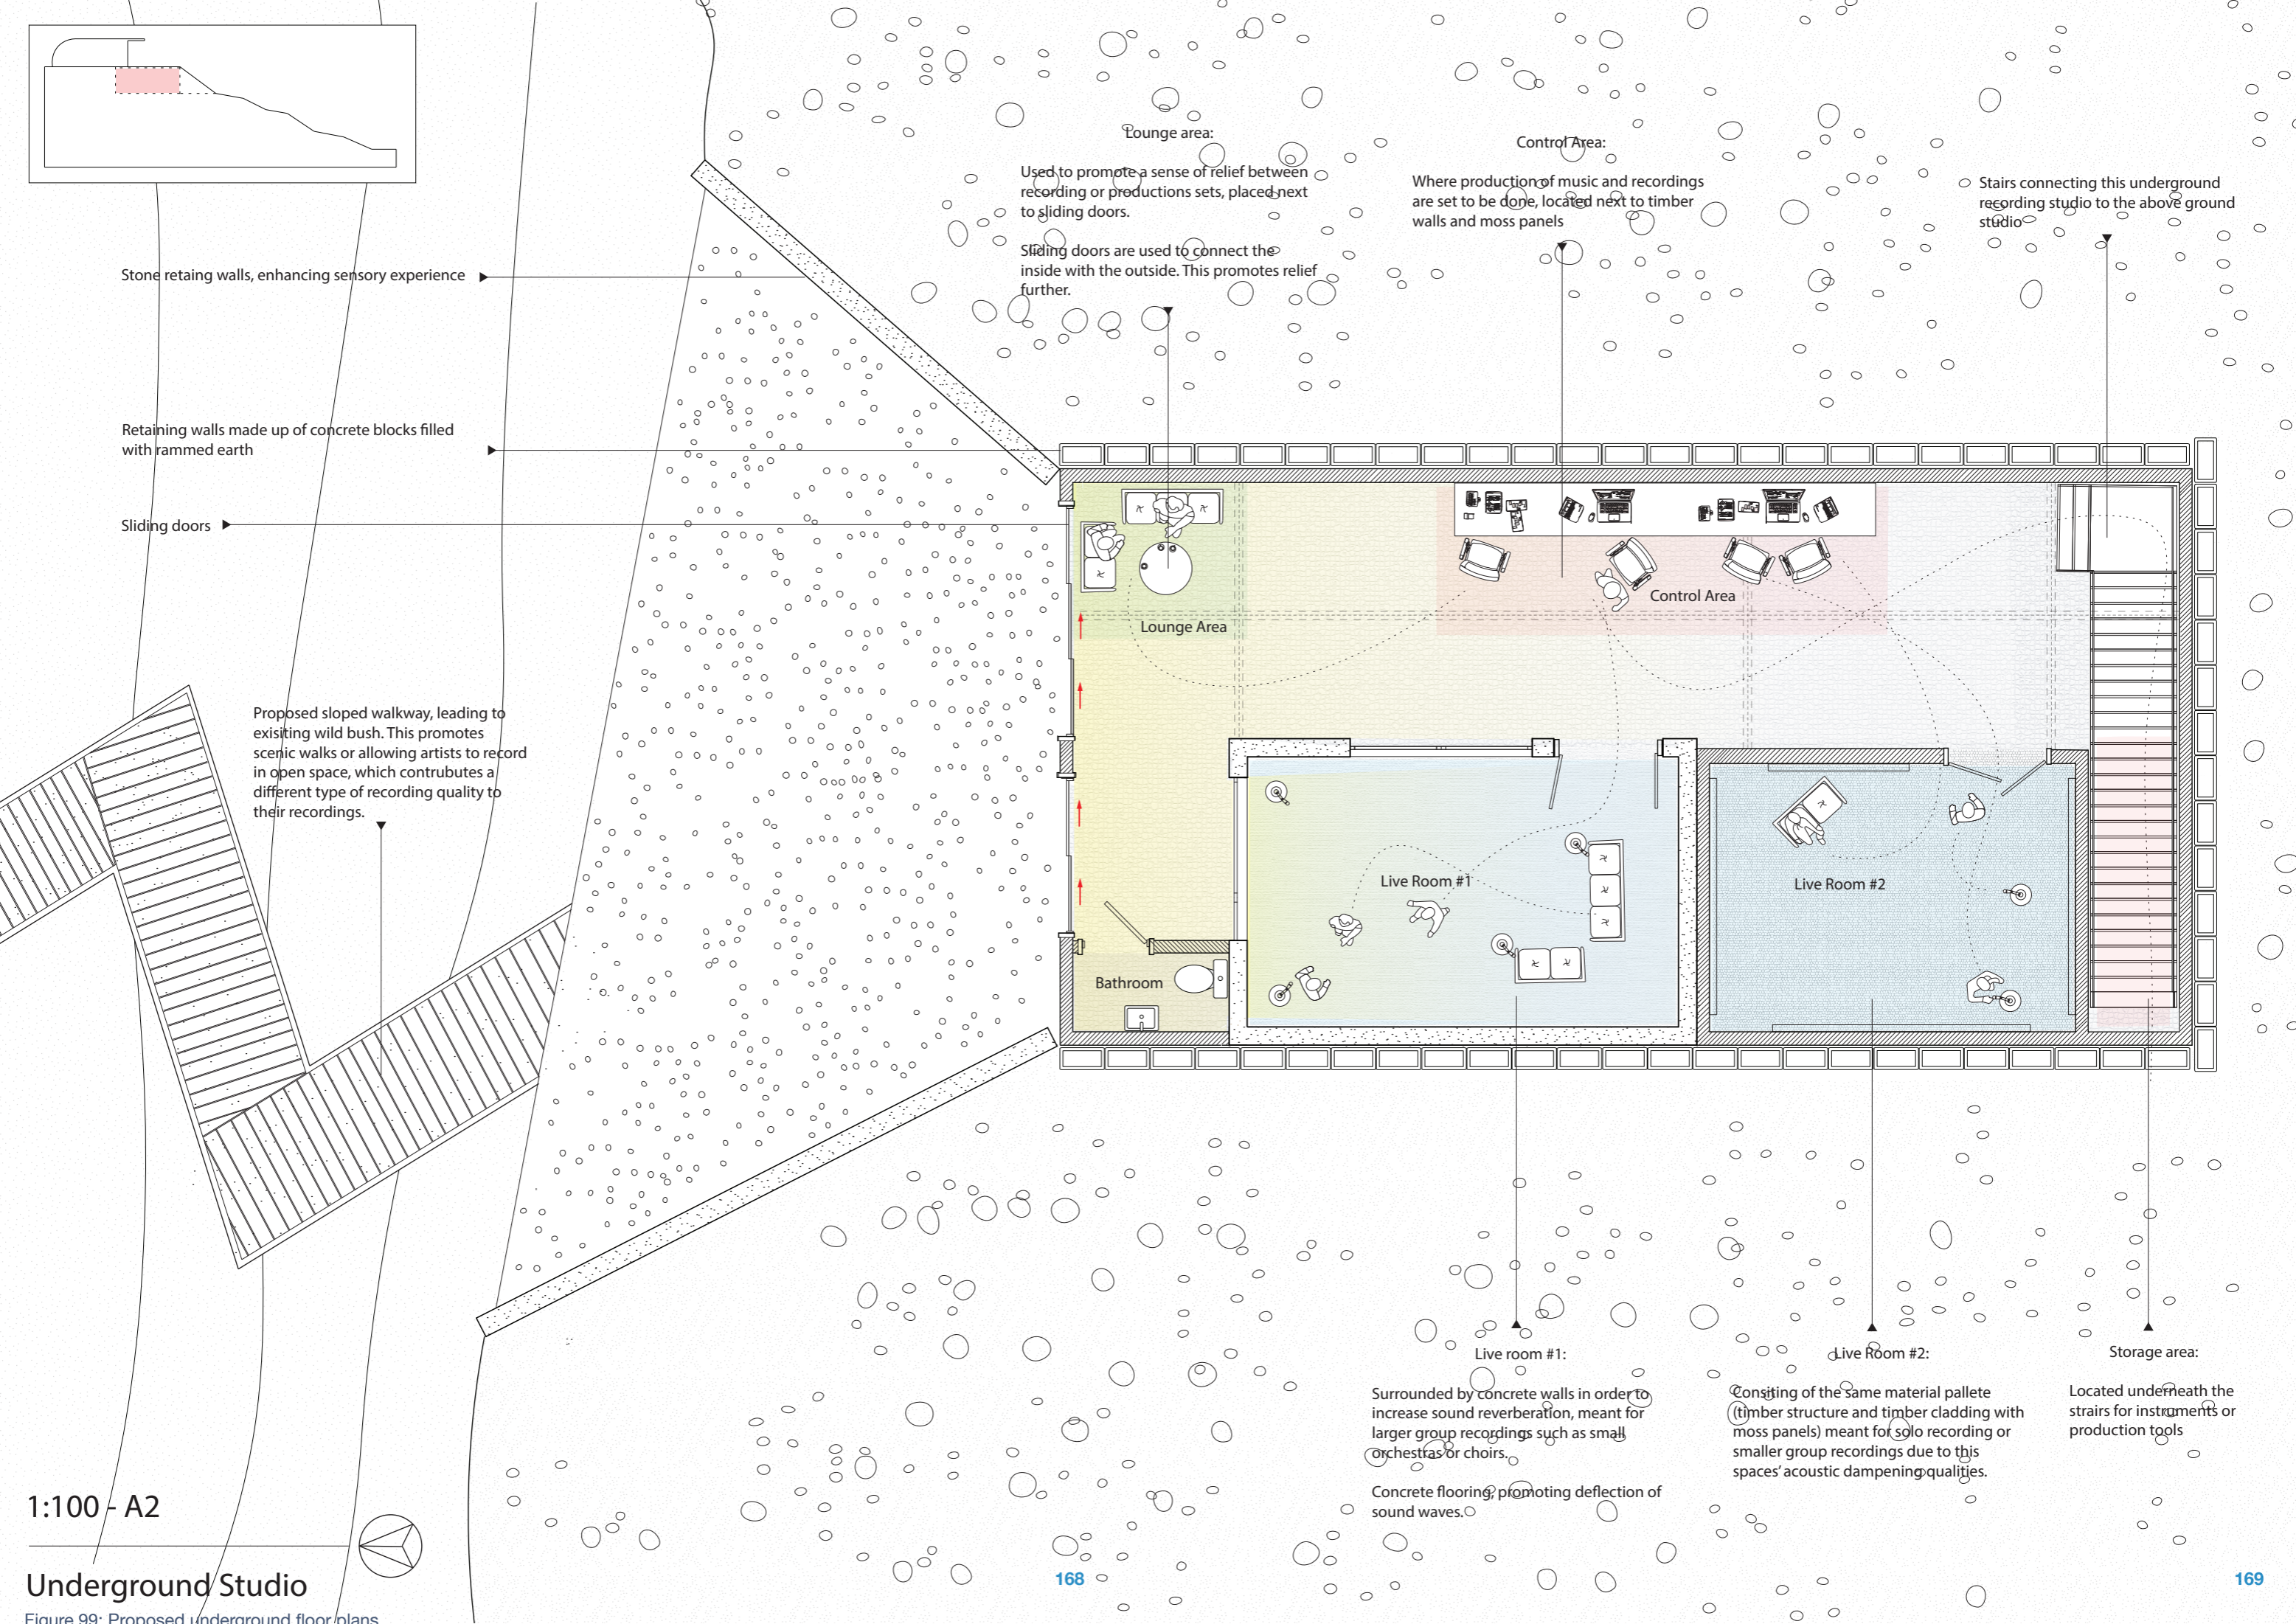 Lounge area:
Used to promote a sense of relief between
recording or productions sets, placed next
to sliding doors.
Sliding doors are used to connect the
inside with the outside. This promotes relief
further.
Control Area:
Where production of music and recordings
are set to be done, located next to timber
walls and moss panels
Stairs connecting this underground
recording studio to the above ground
studio
Stone retaing walls, enhancing sensory experience
Retaining walls made up of concrete blocks filled
with rammed earth
Sliding doors
Proposed sloped walkway, leading to
exisiting wild bush. This promotes
scenic walks or allowing artists to record
in open space, which contrubutes a
different type of recording quality to
their recordings.
Lounge Area
Control Area
Live Room #1
Live Room #2
Bathroom
Live room #1:
Surrounded by concrete walls in order to
increase sound reverberation, meant for
larger group recordings such as small
orchestras or choirs.
Concrete flooring, promoting deflection of
sound waves.
Live Room #2:
Consiting of the same material pallete
(timber structure and timber cladding with
moss panels) meant for solo recording or
smaller group recordings due to this
spaces' acoustic dampening qualities.
Storage area:
Located underneath the
strairs for instruments or
production tools
1:100 - A2
Underground Studio
Figure 99: Proposed underground floor plans
168
169